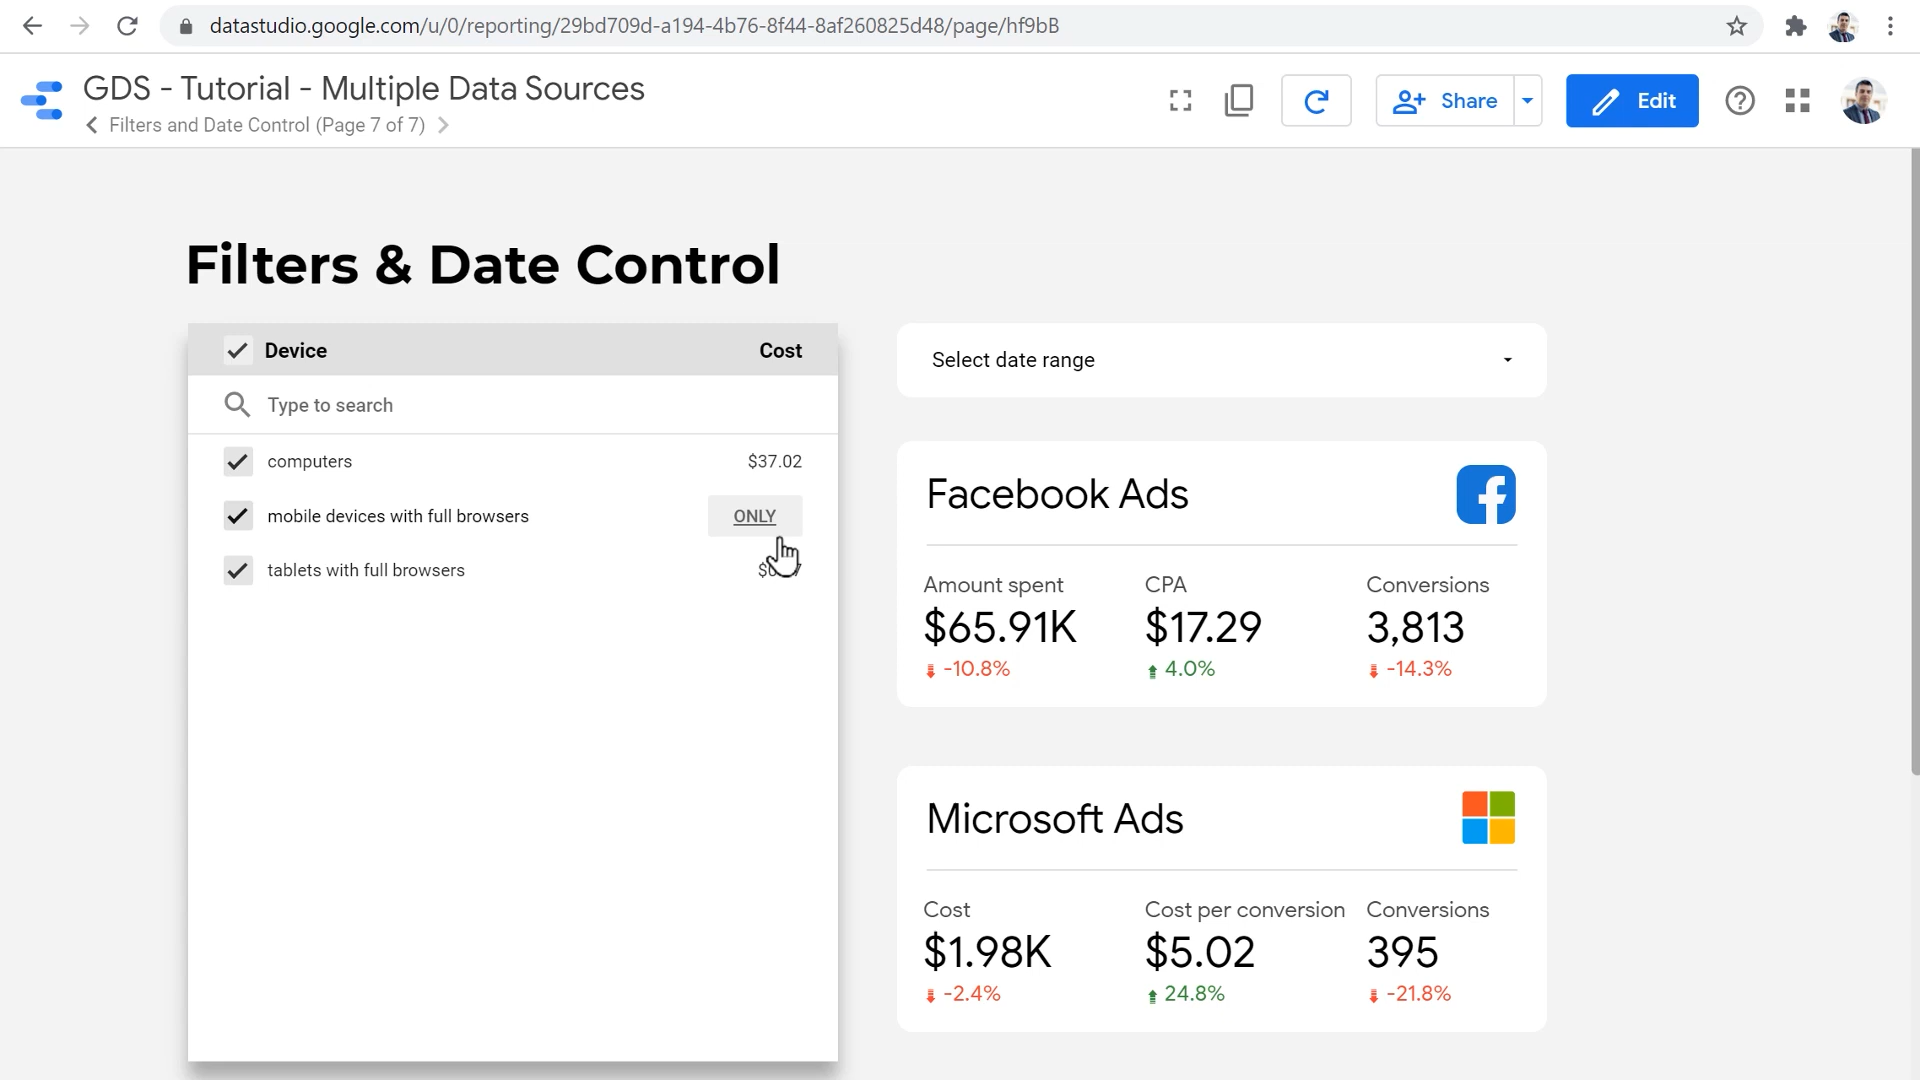 datastudio.google.com/u/0/reporting/29bd709d-a194-4b76-8f44-8af260825d48/page/hf9bB
GDS - Tutorial - Multiple Data Sources
Filters and Date Control (Page 7 of 7)
Share
Edit
Filters & Date Control
Device Cost
Type to search
computers $37.02
mobile devices with full browsers ONLY
tablets with full browsers
Select date range
Facebook Ads
Amount spent CPA Conversions
$65.91K $17.29 3,813
-10.8% 4.0% -14.3%
Microsoft Ads
Cost Cost per conversion Conversions
$1.98K $5.02 395
-2.4% 24.8% -21.8%